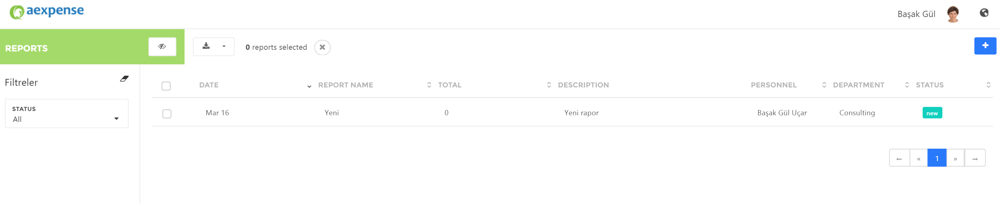 aexpense
Başak Gül
REPORTS
0 reports selected
Filtreler
STATUS
All
DATE REPORT NAME TOTAL DESCRIPTION PERSONNEL DEPARTMENT STATUS
Mar 16 Yeni 0 Yeni rapor Başak Gül Uçar Consulting new
← « 1 » →